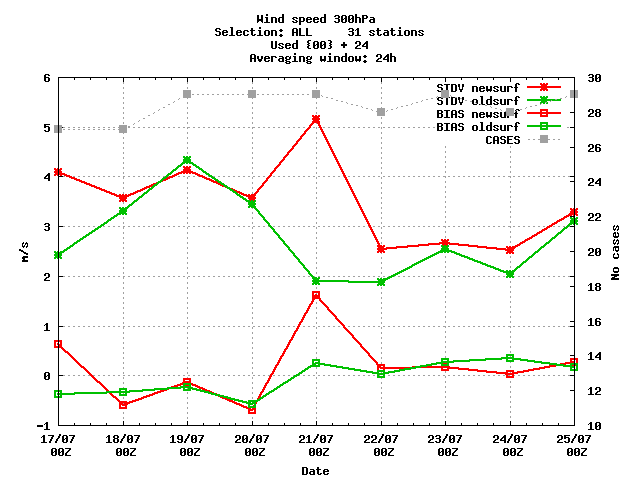 Wind speed 300hPa
Selection: ALL     31 stations
Used {00} + 24
Averaging window: 24h
STDV newsurf
STDV oldsurf
BIAS newsurf
BIAS oldsurf
CASES
m/s
6
5
4
3
2
1
0
-1
No cases
30
28
26
24
22
20
18
16
14
12
10
17/07 18/07 19/07 20/07 21/07 22/07 23/07 24/07 25/07
00Z 00Z 00Z 00Z 00Z 00Z 00Z 00Z 00Z
Date